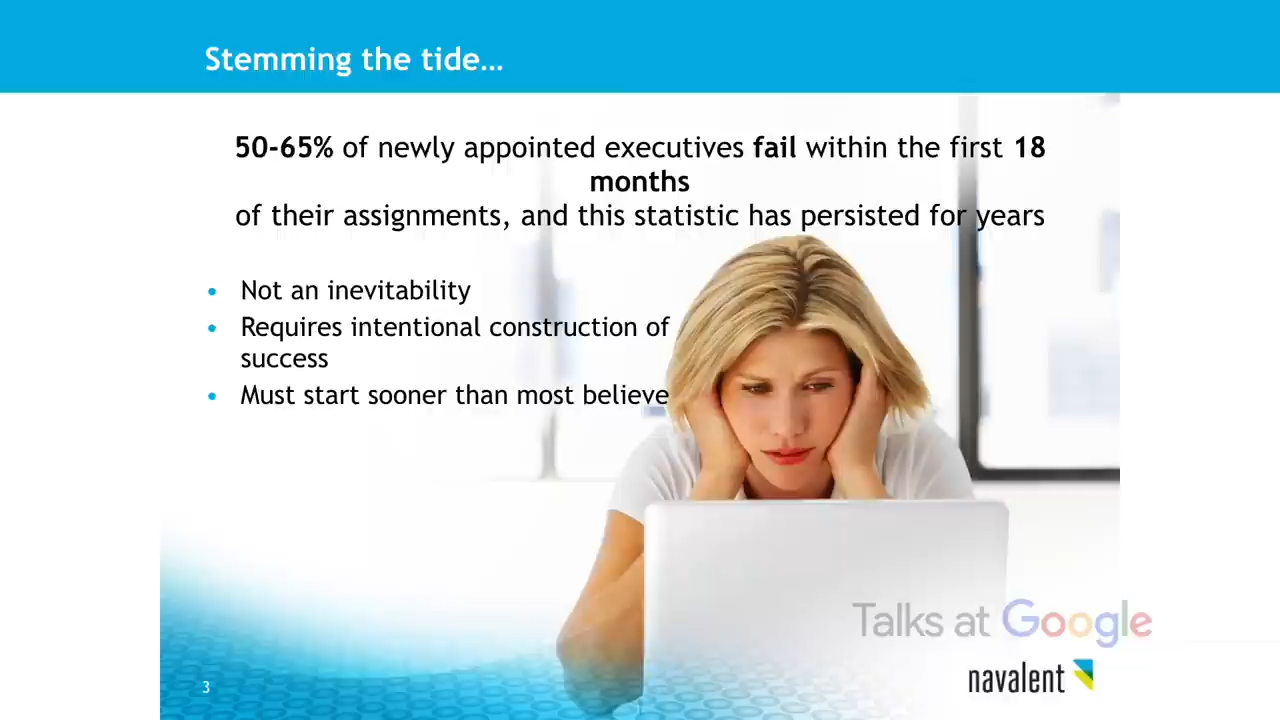 Stemming the tide…
50-65% of newly appointed executives fail within the first 18
months
of their assignments, and this statistic has persisted for years
• Not an inevitability
• Requires intentional construction of
success
• Must start sooner than most believe
Talks at Google
navalent
3